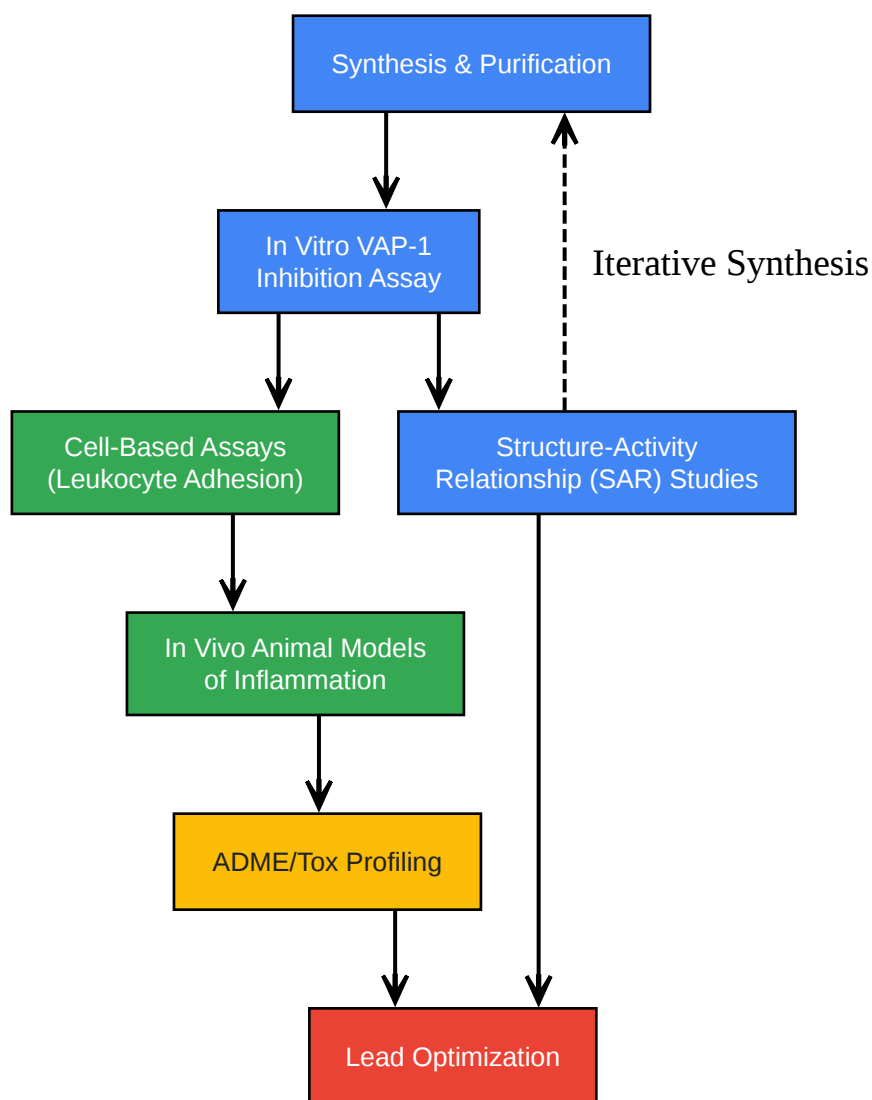 Synthesis & Purification
In Vitro VAP-1
Inhibition Assay
Iterative Synthesis
Cell-Based Assays
(Leukocyte Adhesion)
Structure-Activity
Relationship (SAR) Studies
In Vivo Animal Models
of Inflammation
ADME/Tox Profiling
Lead Optimization